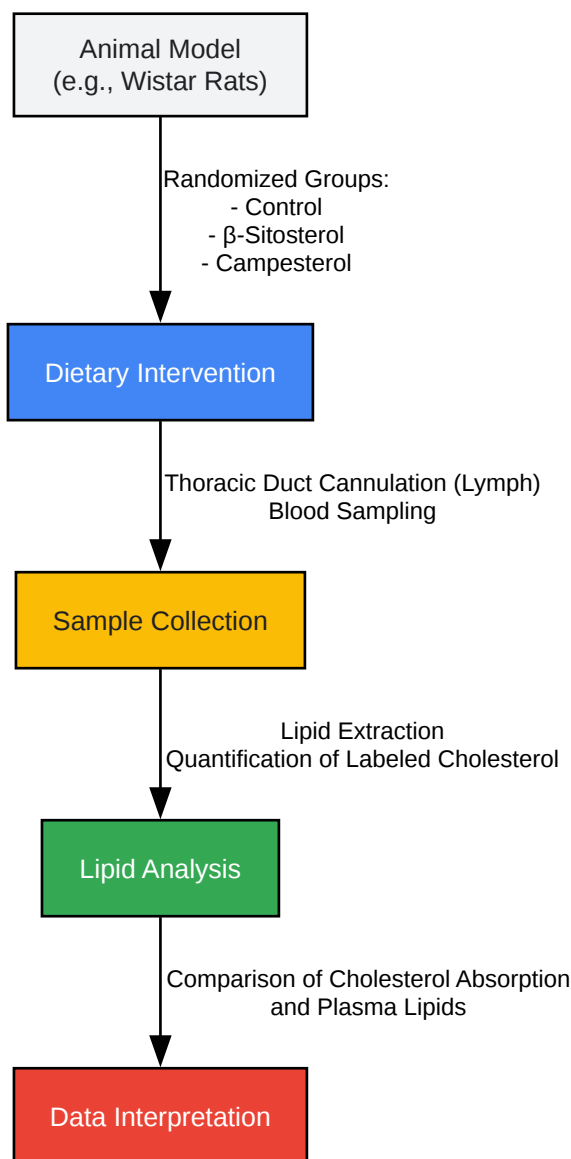 Animal Model
(e.g., Wistar Rats)
Randomized Groups:
- Control
- β-Sitosterol
- Campesterol
Dietary Intervention
Thoracic Duct Cannulation (Lymph)
Blood Sampling
Sample Collection
Lipid Extraction
Quantification of Labeled Cholesterol
Lipid Analysis
Comparison of Cholesterol Absorption
and Plasma Lipids
Data Interpretation